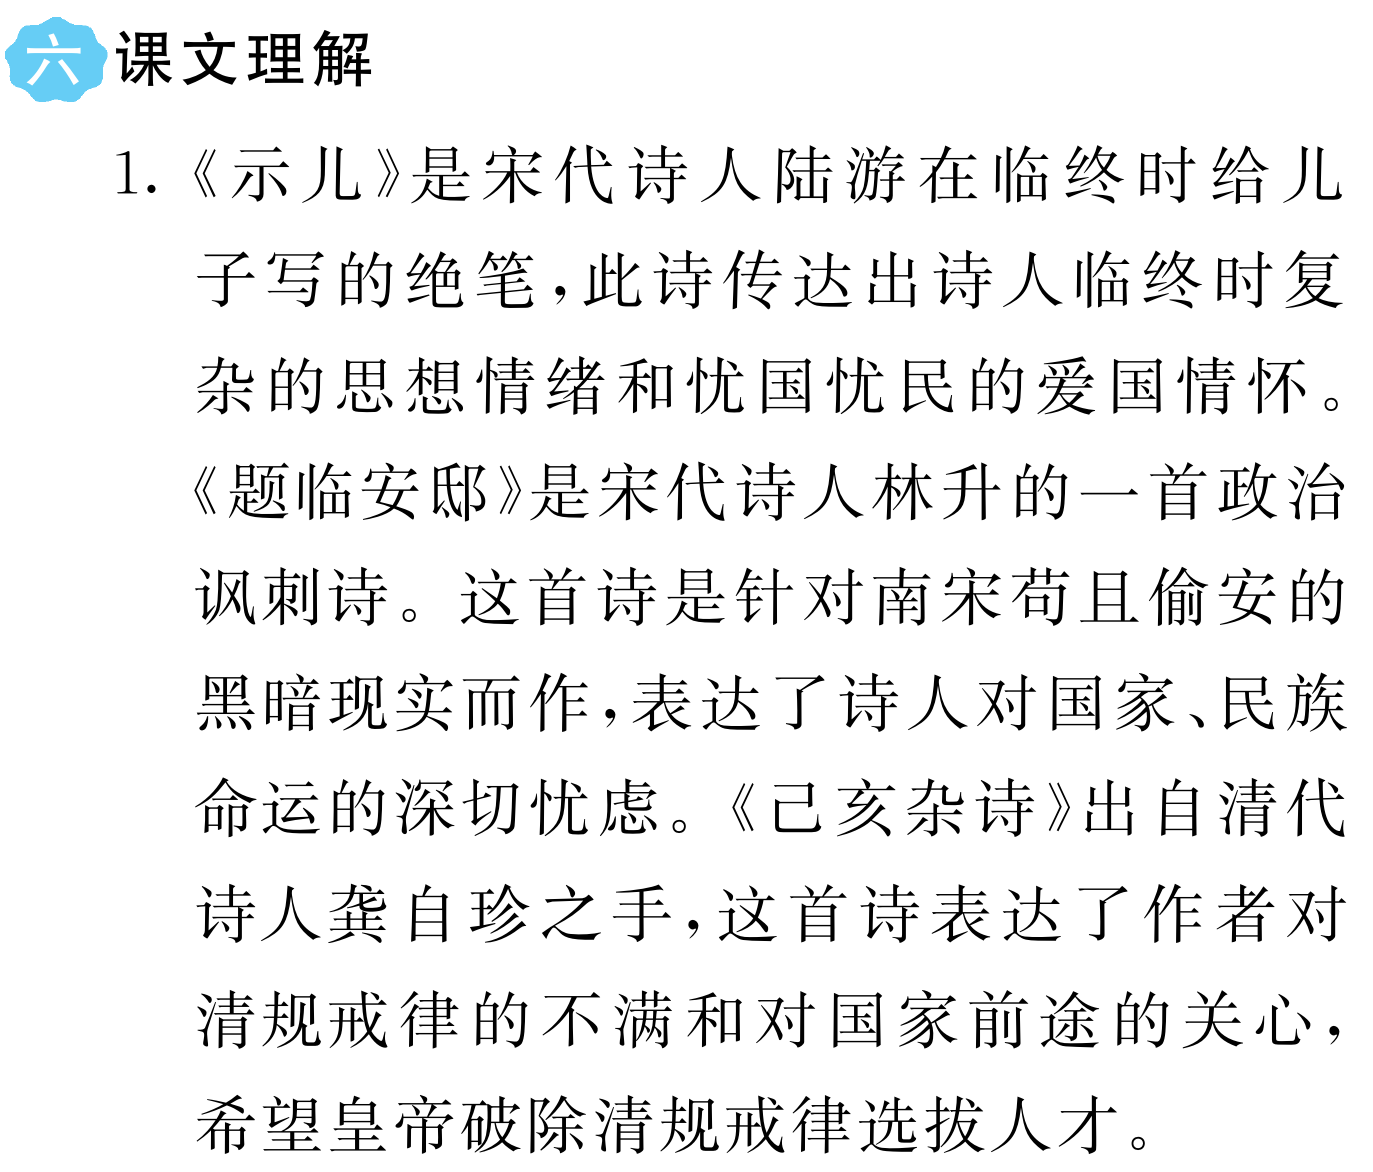 六 课文理解
1.《示儿》是宋代诗人陆游在临终时给儿
子写的绝笔，此诗传达出诗人临终时复
杂的思想情绪和忧国忧民的爱国情怀。
《题临安邸》是宋代诗人林升的一首政治
讽刺诗。这首诗是针对南宋苟且偷安的
黑暗现实而作，表达了诗人对国家、民族
命运的深切忧虑。《己亥杂诗》出自清代
诗人龚自珍之手，这首诗表达了作者对
清规戒律的不满和对国家前途的关心，
希望皇帝破除清规戒律选拔人才。